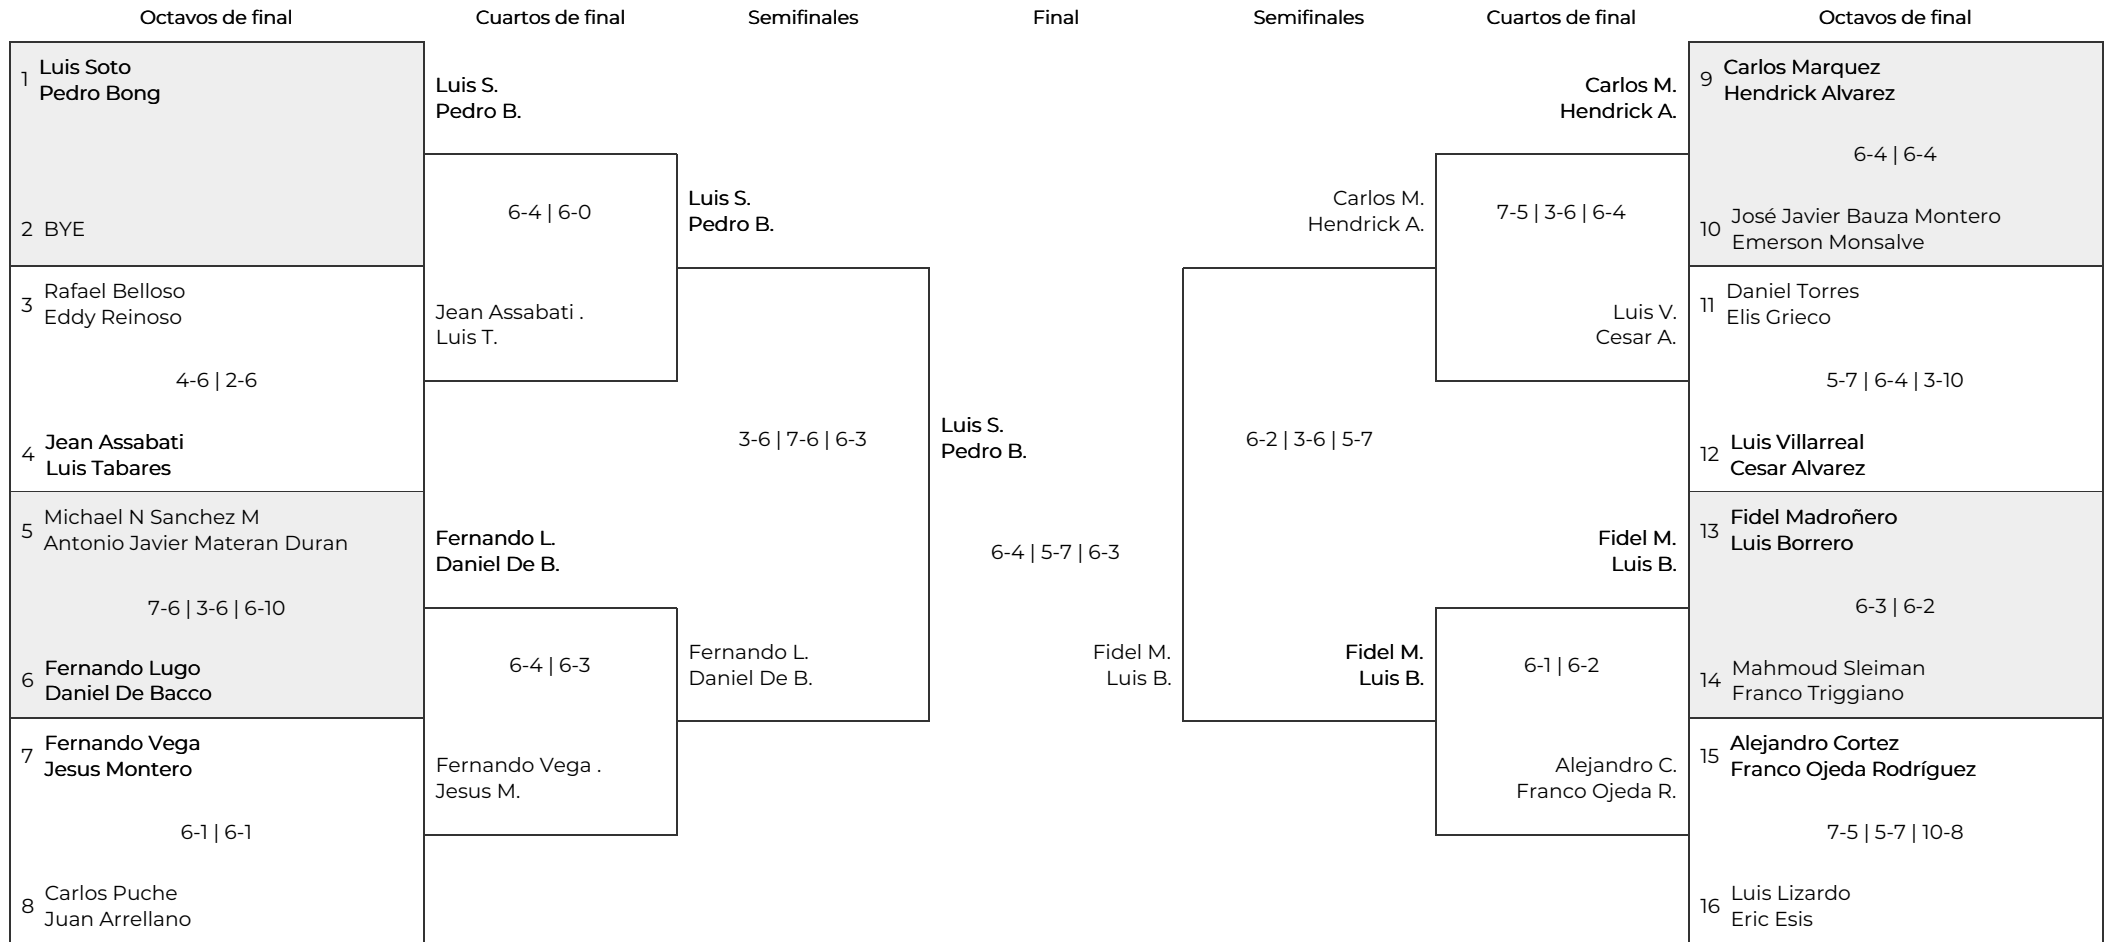 Octavos de final
Cuartos de final
Semifinales
Final
Semifinales
Cuartos de final
Octavos de final
1
Luis Soto
Pedro Bong
2 BYE
3
Rafael Belloso
Eddy Reinoso
4-6 | 2-6
4
Jean Assabati
Luis Tabares
5
Michael N Sanchez M
Antonio Javier Materan Duran
7-6 | 3-6 | 6-10
6
Fernando Lugo
Daniel De Bacco
7
Fernando Vega
Jesus Montero
6-1 | 6-1
8
Carlos Puche
Juan Arrellano
Luis S.
Pedro B.
6-4 | 6-0
Jean Assabati .
Luis T.
Fernando L.
Daniel De B.
6-4 | 6-3
Fernando Vega .
Jesus M.
Luis S.
Pedro B.
3-6 | 7-6 | 6-3
Fernando L.
Daniel De B.
Luis S.
Pedro B.
6-4 | 5-7 | 6-3
Fidel M.
Luis B.
Carlos M.
Hendrick A.
6-2 | 3-6 | 5-7
Fidel M.
Luis B.
Carlos M.
Hendrick A.
7-5 | 3-6 | 6-4
Luis V.
Cesar A.
Fidel M.
Luis B.
6-1 | 6-2
Alejandro C.
Franco Ojeda R.
9
Carlos Marquez
Hendrick Alvarez
6-4 | 6-4
10
José Javier Bauza Montero
Emerson Monsalve
11
Daniel Torres
Elis Grieco
5-7 | 6-4 | 3-10
12
Luis Villarreal
Cesar Alvarez
13
Fidel Madroñero
Luis Borrero
6-3 | 6-2
14
Mahmoud Sleiman
Franco Triggiano
15
Alejandro Cortez
Franco Ojeda Rodríguez
7-5 | 5-7 | 10-8
16
Luis Lizardo
Eric Esis